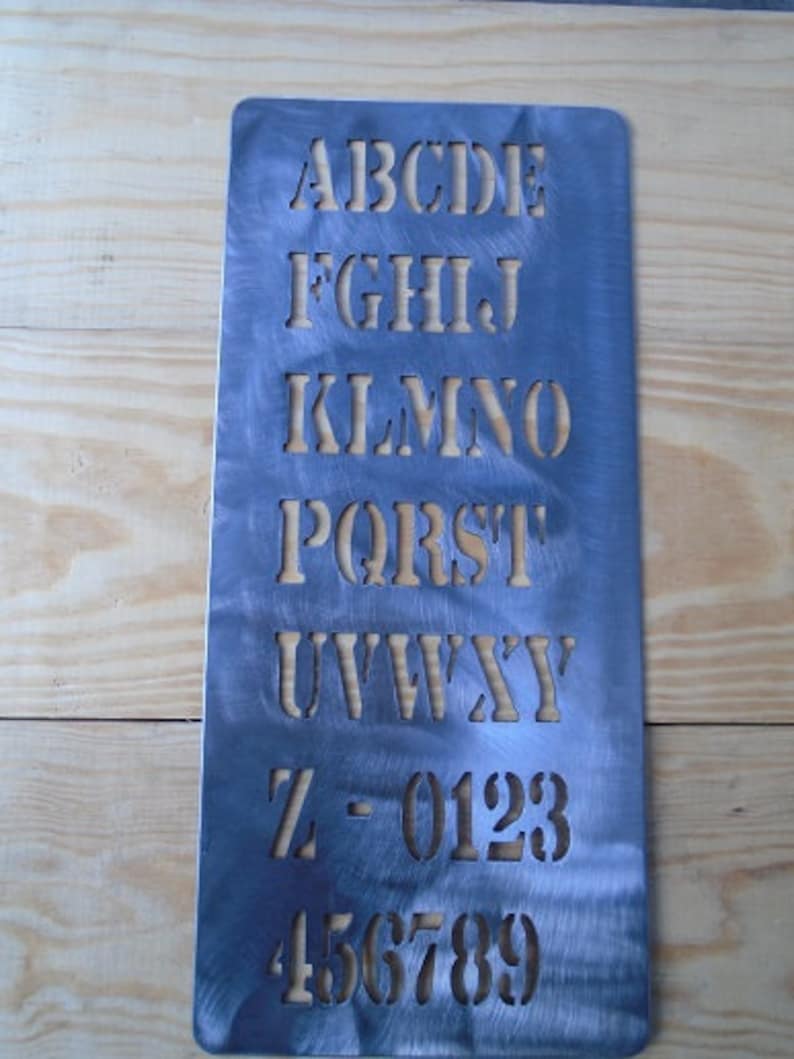 ABCDE
FGHIJ
KLMNO
PQRST
UVWXY
Z - 0123
456789